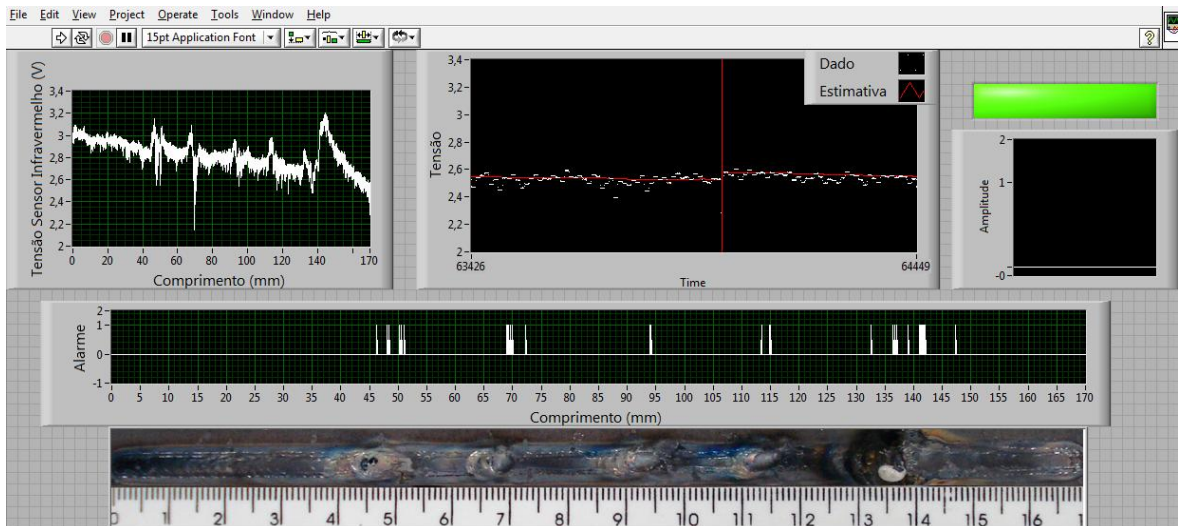 File Edit View Project Operate Tools Window Help
15pt Application Font
?
Tensão Sensor Infravermelho (V)
3,4
3,2
3
2,8
2,6
2,4
2,2
2
0 20 40 60 80 100 120 140 170
Comprimento (mm)
Tensão
3,4
3,2
3
2,8
2,6
2,4
2,2
2
63426 64449
Time
Dado
Estimativa
Amplitude
2
1
-0
Alarme
2
1
0
-1
0 5 10 15 20 25 30 35 40 45 50 55 60 65 70 75 80 85 90 95 100 105 110 115 120 125 130 135 140 145 150 155 160 170
Comprimento (mm)
0 1 2 3 4 5 6 7 8 9 10 11 12 13 14 15 16 1